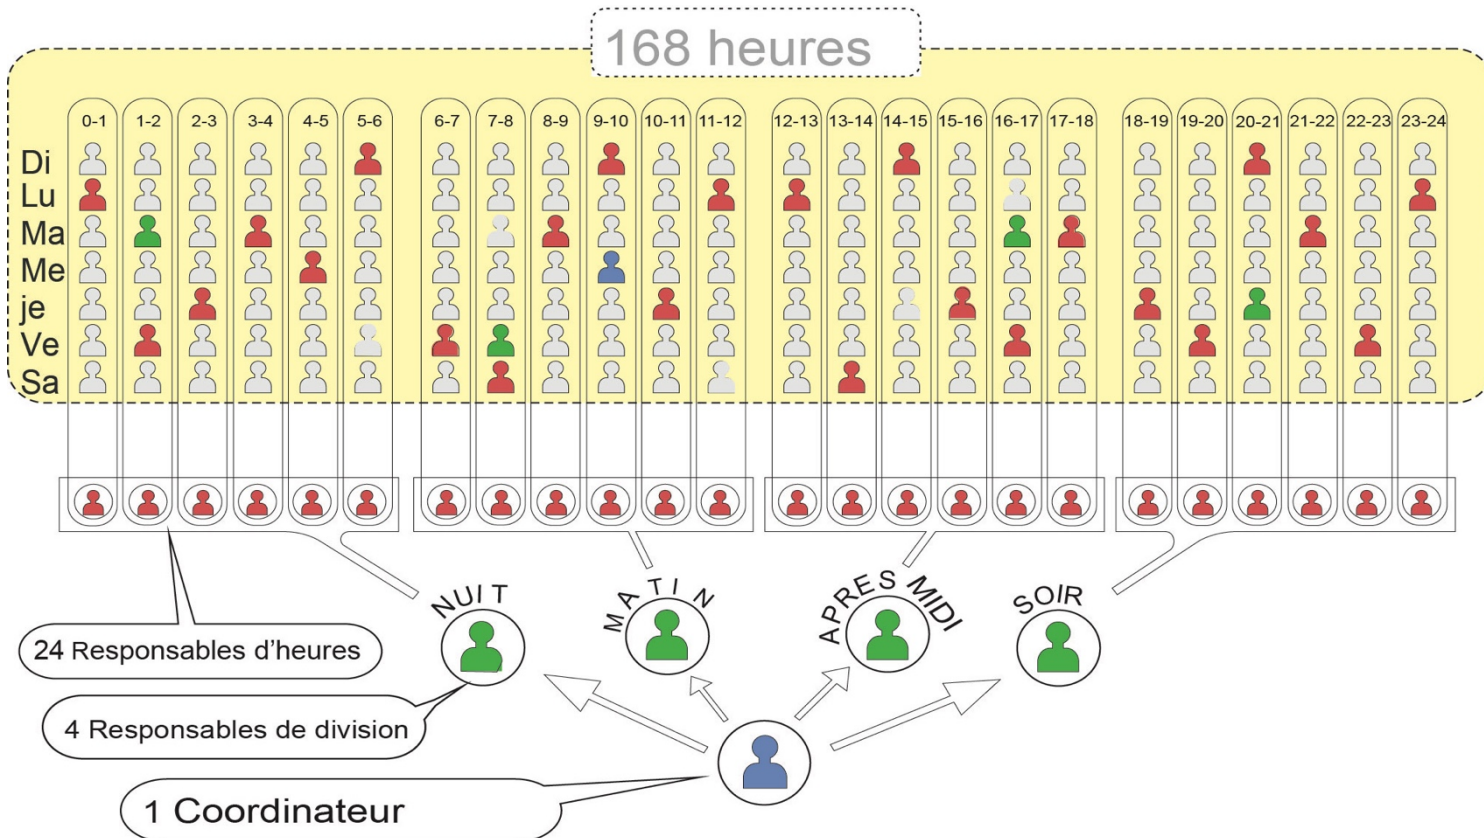 168 heures
0-1 1-2 2-3 3-4 4-5 5-6 6-7 7-8 8-9 9-10 10-11 11-12 12-13 13-14 14-15 15-16 16-17 17-18 18-19 19-20 20-21 21-22 22-23 23-24
Di
Lu
Ma
Me
je
Ve
Sa
NUIT
MATIN
APRES MIDI
SOIR
24 Responsables d'heures
4 Responsables de division
1 Coordinateur